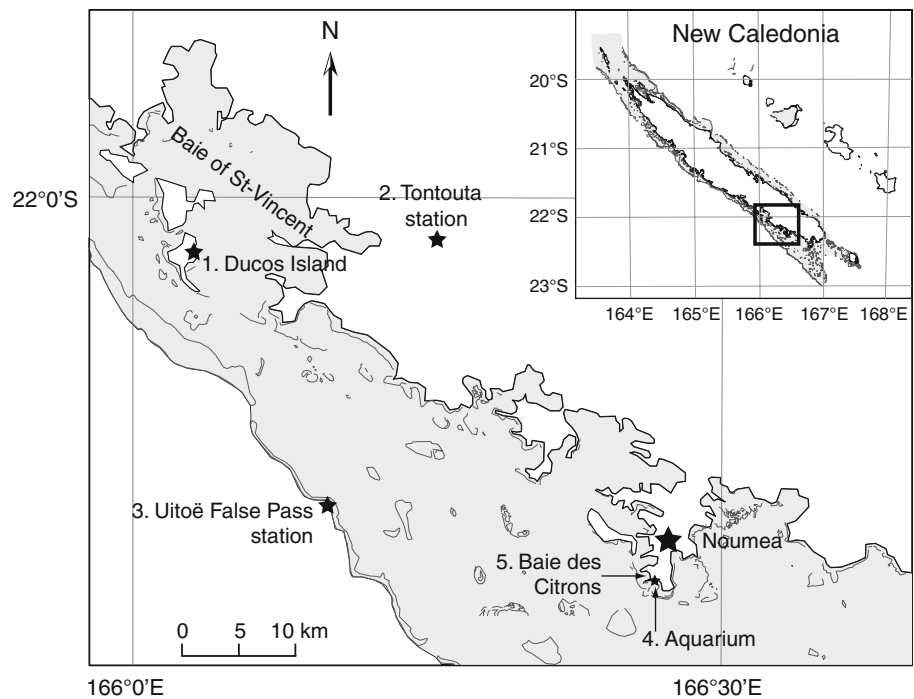 N
New Caledonia
20°S
21°S
22°S
23°S
164°E
165°E
166°E
167°E
168°E
Baie of St-Vincent
22°0'S
2. Tontouta
station
1. Ducos Island
3. Uitoë False Pass
station
Noumea
5. Baie des
Citrons
4. Aquarium
0 5 10 km
166°0'E
166°30'E